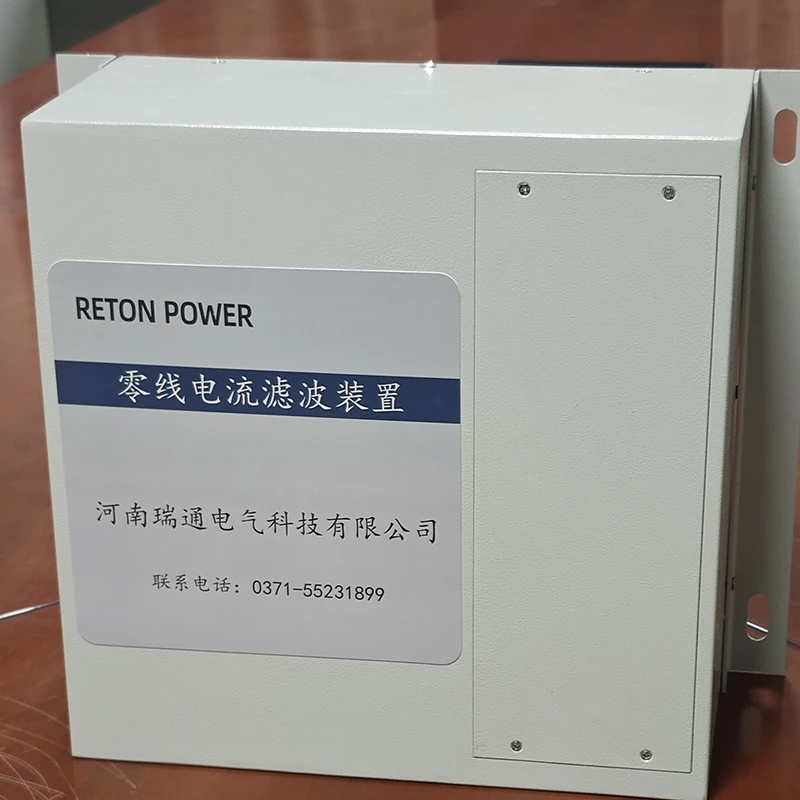 RETON POWER
零线电流滤波装置
河南瑞通电气科技有限公司
联系电话：0371-55231899